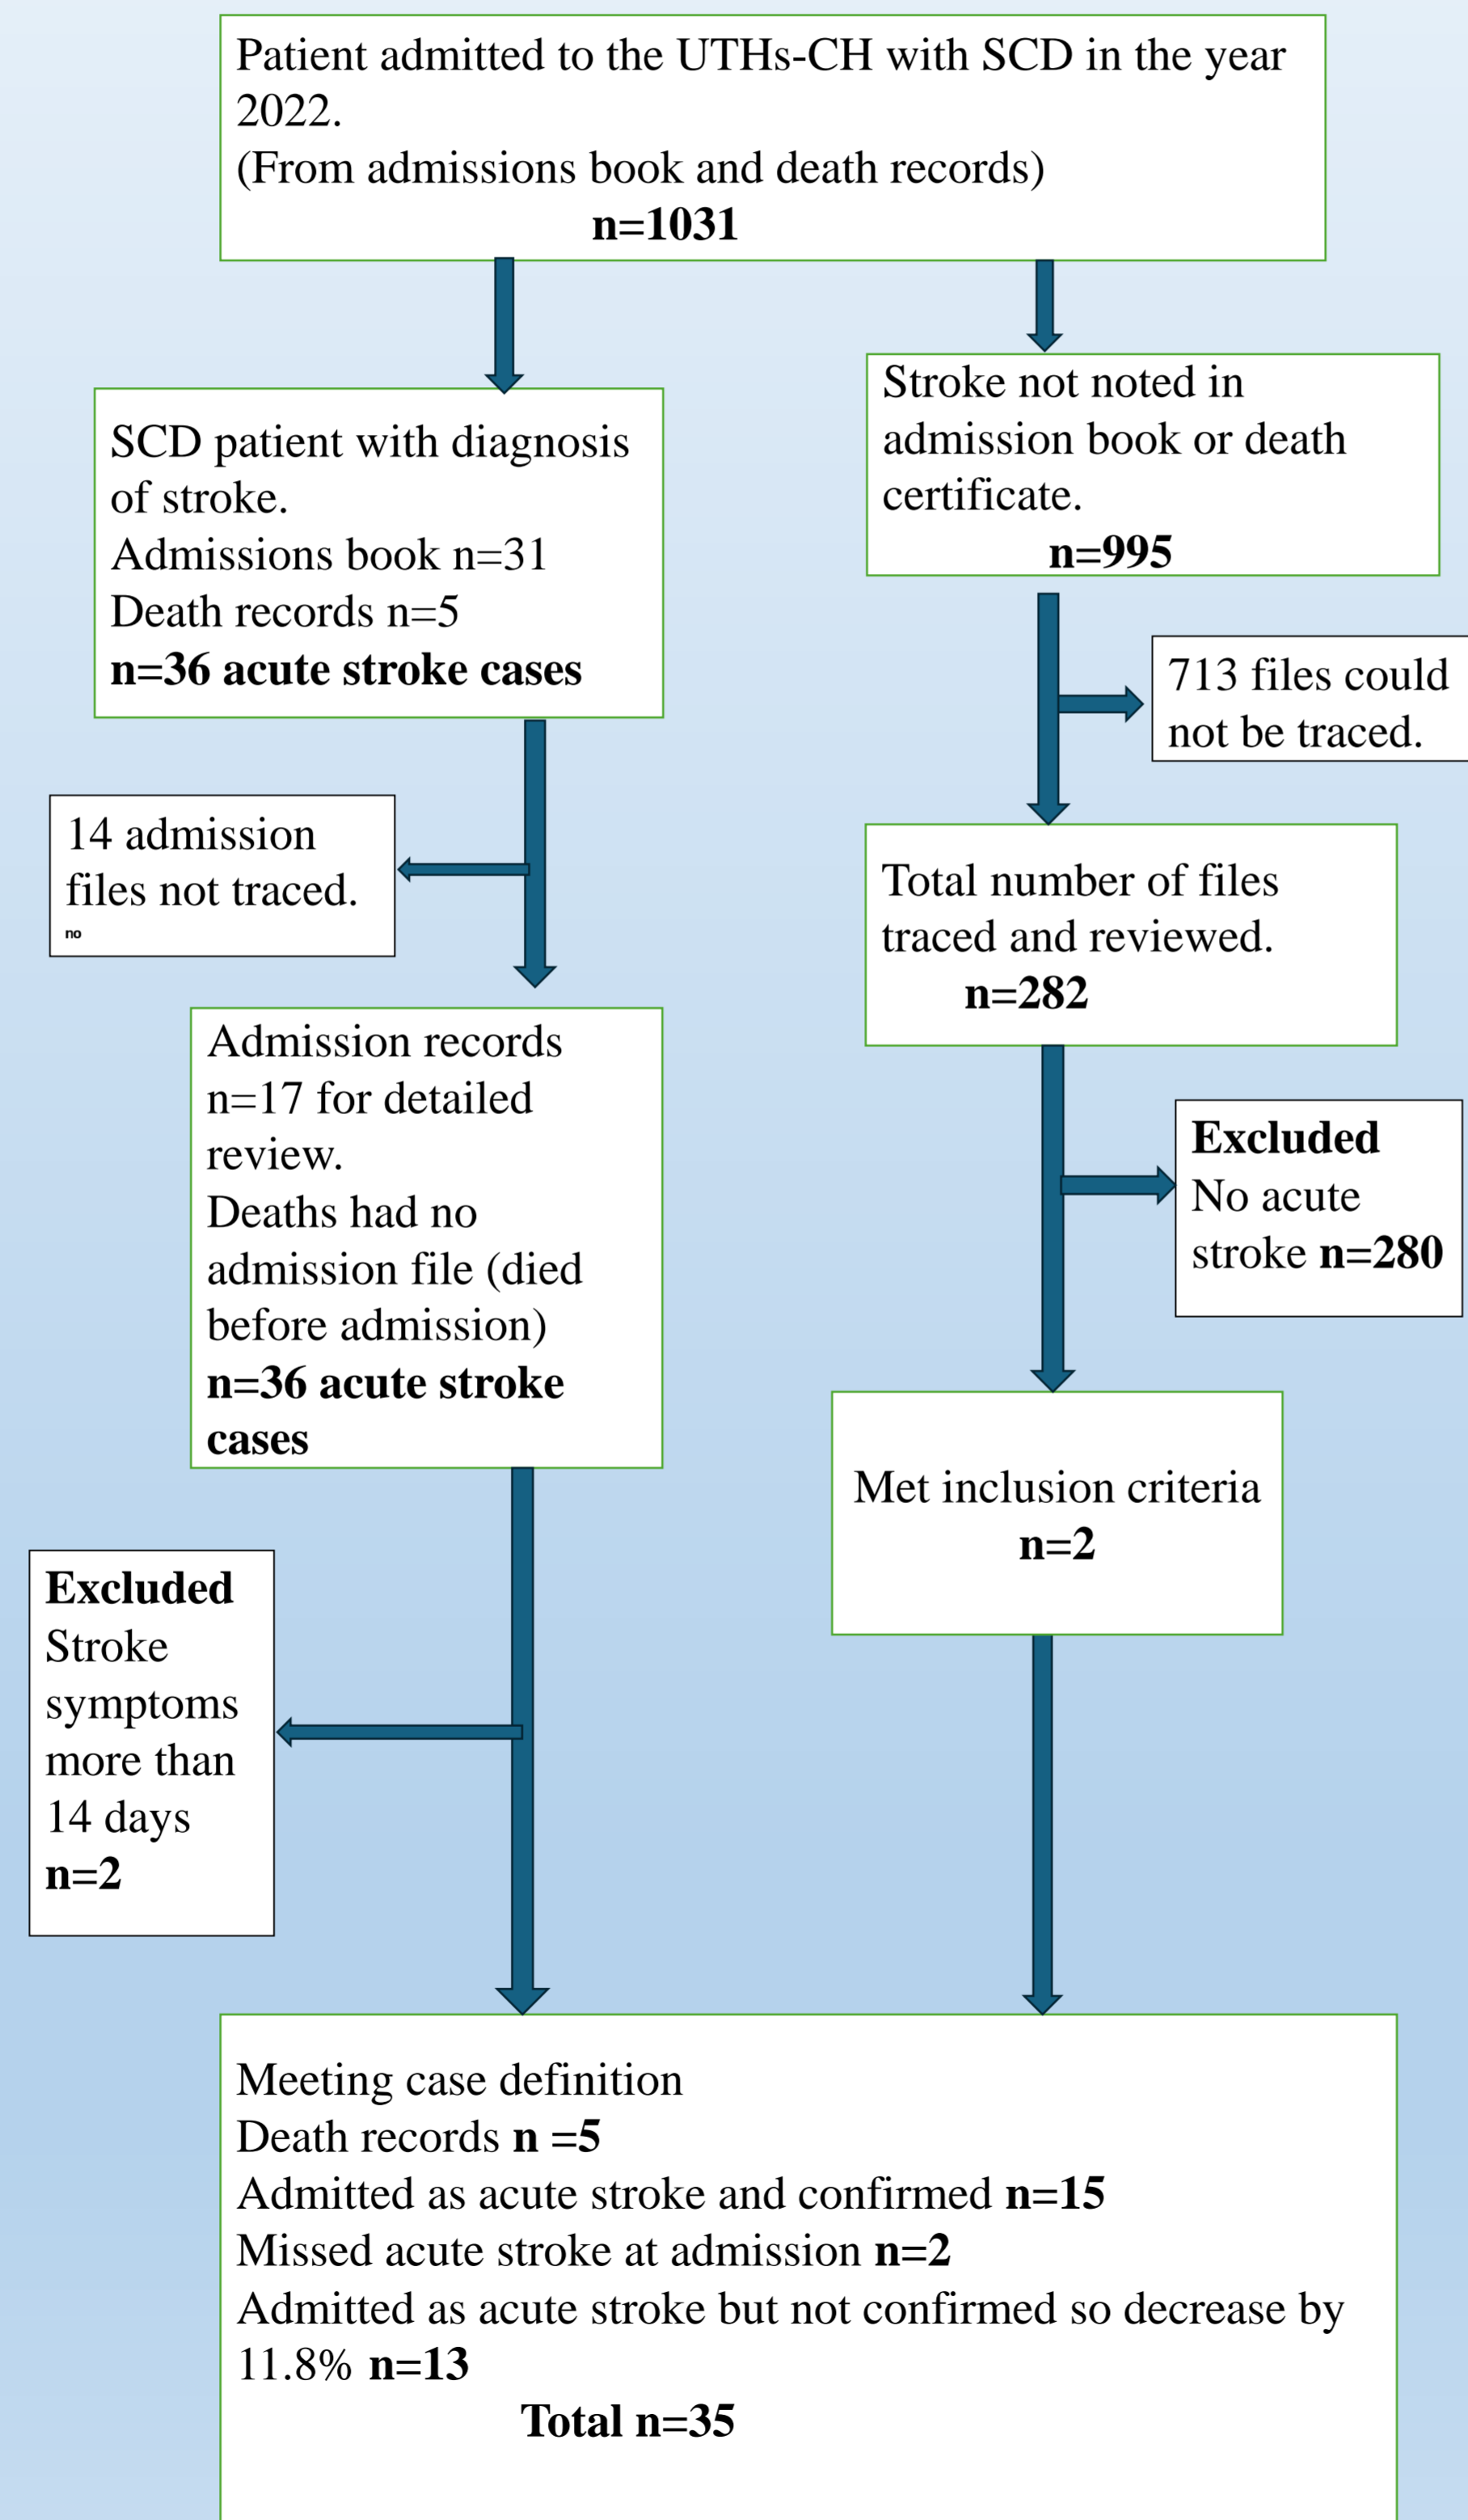 Patient admitted to the UTHs-CH with SCD in the year
2022.
(From admissions book and death records)
n=1031
SCD patient with diagnosis
of stroke.
Admissions book n=31
Death records n=5
n=36 acute stroke cases
Stroke not noted in
admission book or death
certificate.
n=995
713 files could
not be traced.
14 admission
files not traced.
no
Total number of files
traced and reviewed.
n=282
Admission records
n=17 for detailed
review.
Deaths had no
admission file (died
before admission)
n=36 acute stroke
cases
Excluded
No acute
stroke n=280
Met inclusion criteria
n=2
Excluded
Stroke
symptoms
more than
14 days
n=2
Meeting case definition
Death records n =5
Admitted as acute stroke and confirmed n=15
Missed acute stroke at admission n=2
Admitted as acute stroke but not confirmed so decrease by
11.8% n=13
Total n=35